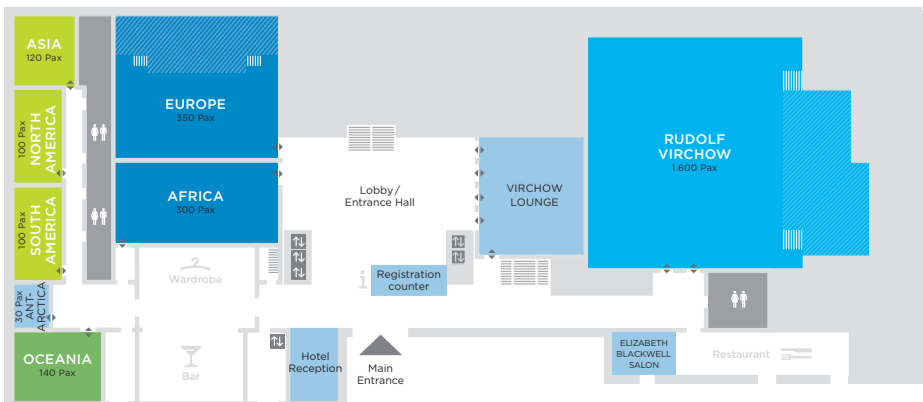 ASIA
120 Pax
EUROPE
350 Pax
RUDOLF
VIRCHOW
1.600 Pax
NORTH
AMERICA
100 Pax
AFRICA
300 Pax
Lobby/
Entrance Hall
VIRCHOW
LOUNGE
SOUTH
AMERICA
100 Pax
Wardrobe
i
Registration
counter
ANT-
ARCTICA
30 Pax
OCEANIA
140 Pax
Bar
Hotel
Reception
Main
Entrance
ELIZABETH
BLACKWELL
SALON
Restaurant